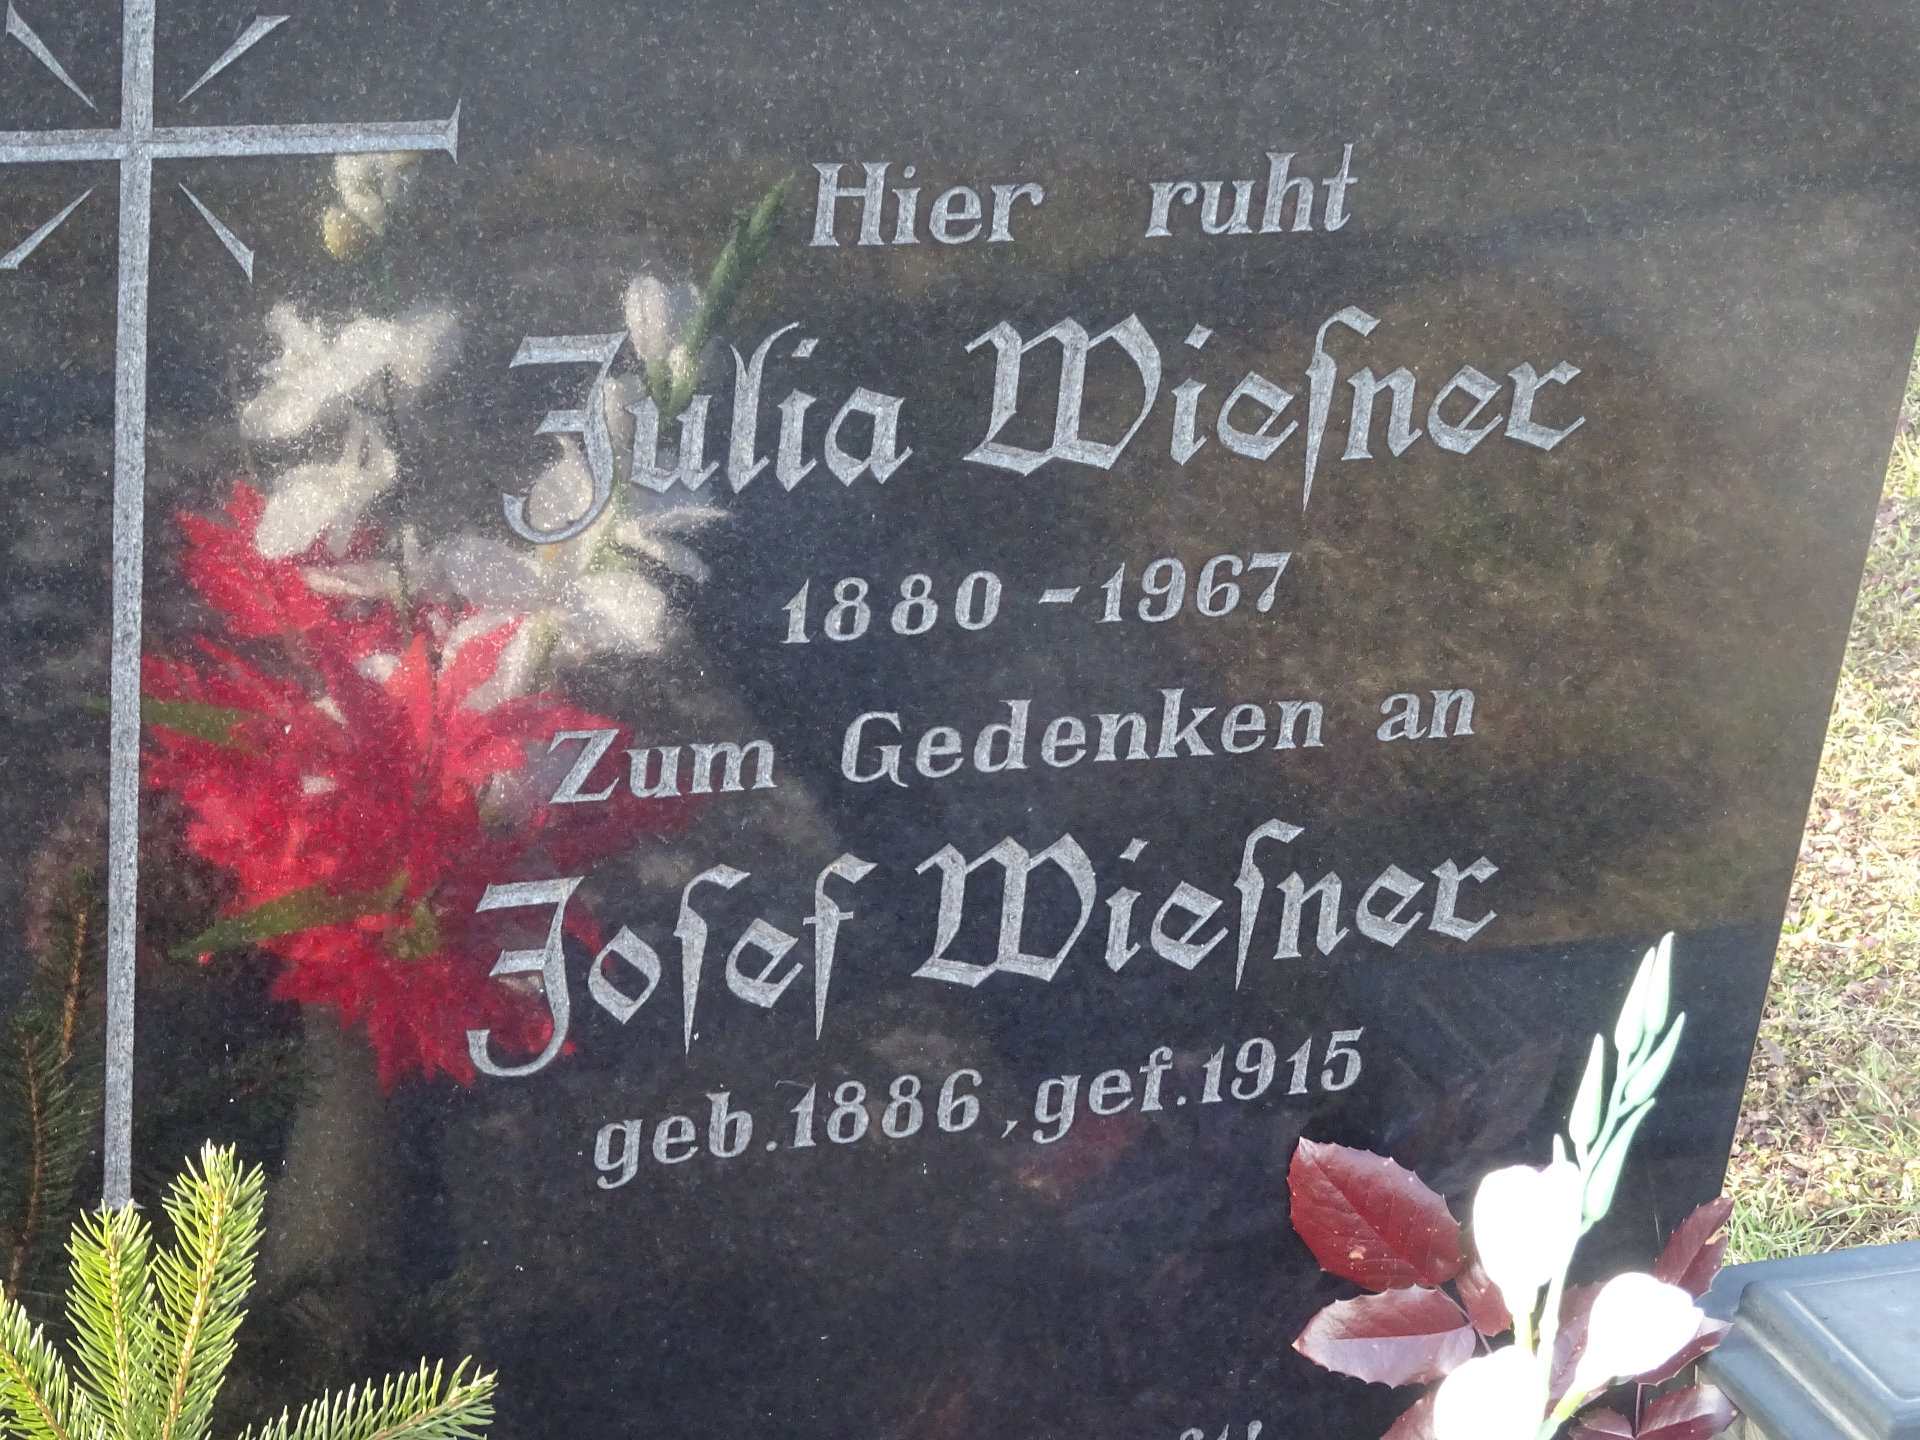 Hier ruht
Julia Wieſner
1880 - 1967
Zum Gedenken an
Joſef Wieſner
geb. 1886, gef. 1915